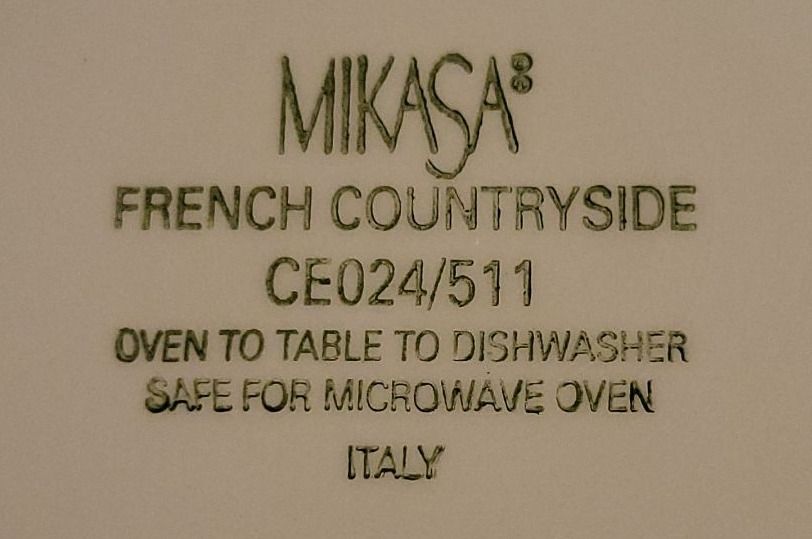 MIKASA
FRENCH COUNTRYSIDE
CE024/511
OVEN TO TABLE TO DISHWASHER
SAFE FOR MICROWAVE OVEN
ITALY